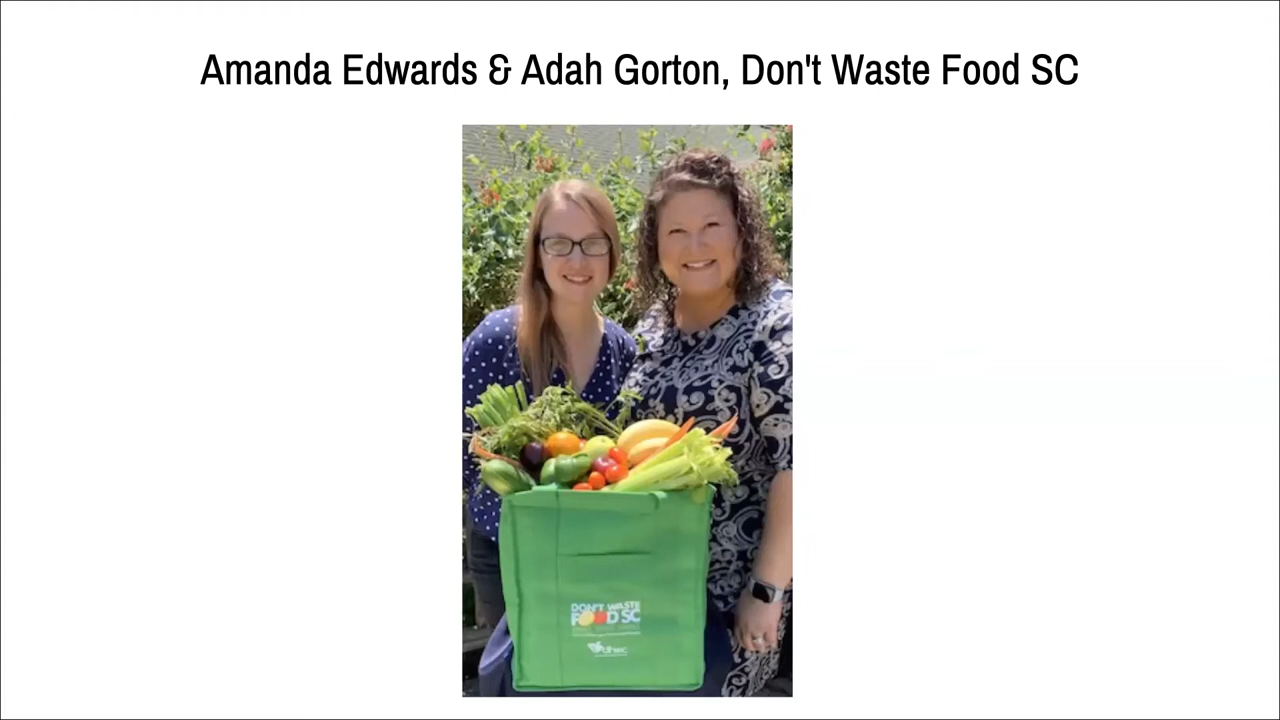 Amanda Edwards & Adah Gorton, Don't Waste Food SC
DON'T WASTE
FOOD SC
dhec